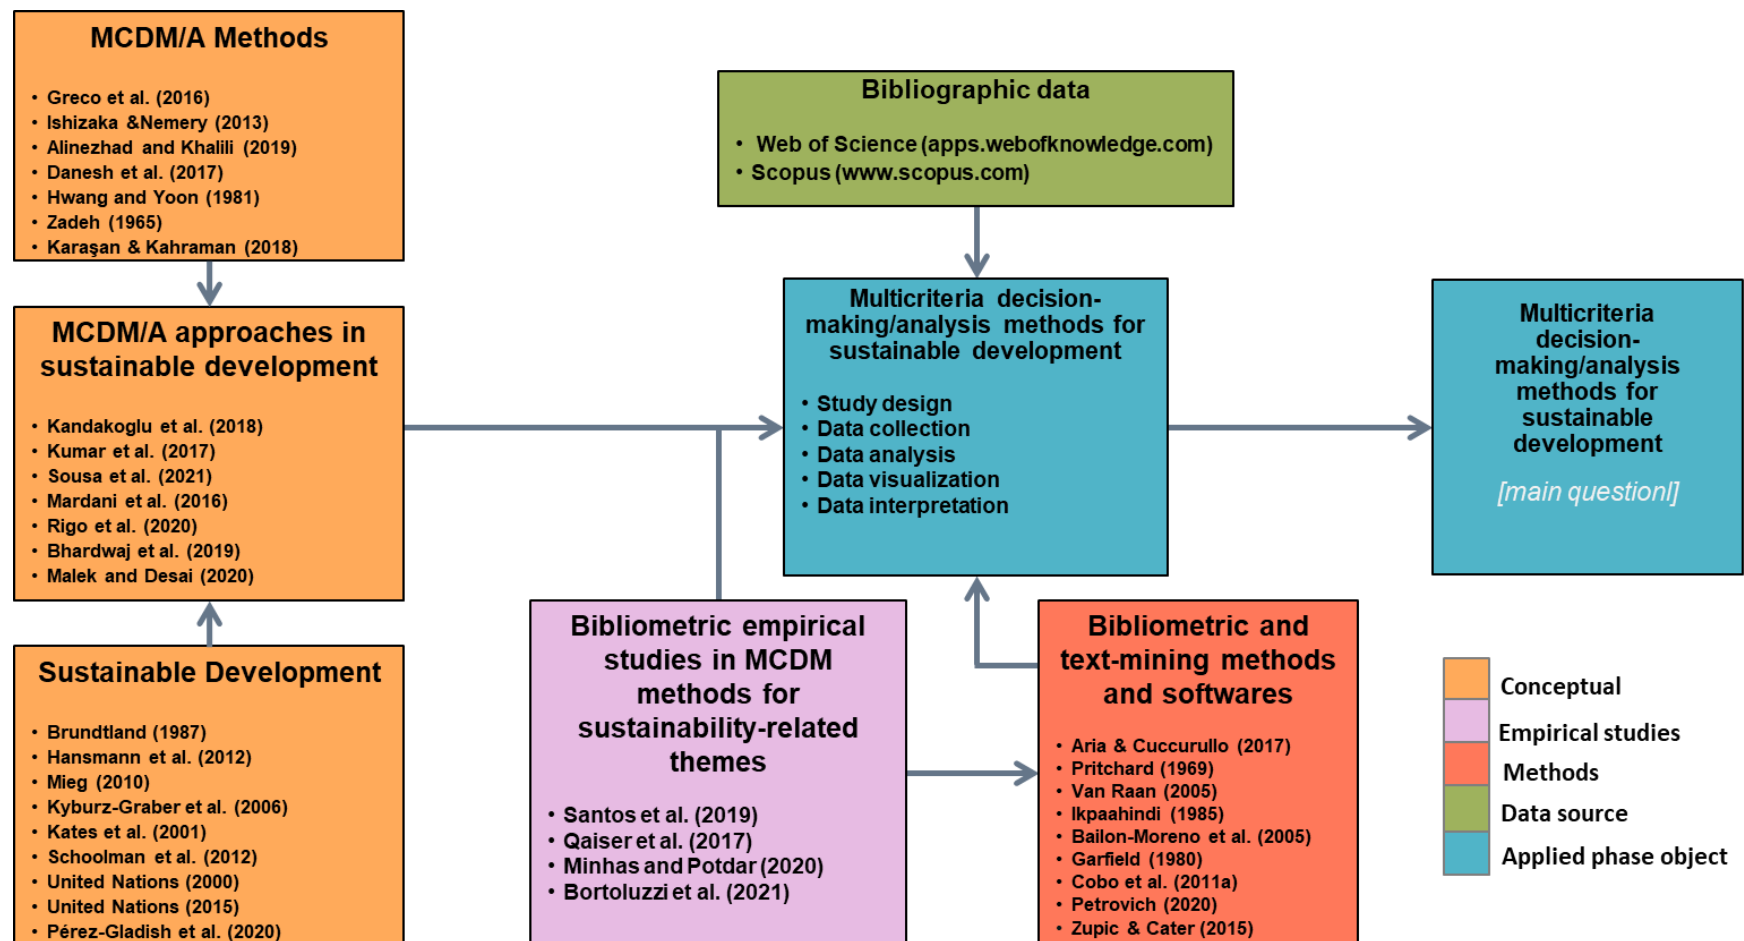 MCDM/A Methods
• Greco et al. (2016)
• Ishizaka &Nemery (2013)
• Alinezhad and Khalili (2019)
• Danesh et al. (2017)
• Hwang and Yoon (1981)
• Zadeh (1965)
• Karaşan & Kahraman (2018)
MCDM/A approaches in
sustainable development
• Kandakoglu et al. (2018)
• Kumar et al. (2017)
• Sousa et al. (2021)
• Mardani et al. (2016)
• Rigo et al. (2020)
• Bhardwaj et al. (2019)
• Malek and Desai (2020)
Sustainable Development
• Brundtland (1987)
• Hansmann et al. (2012)
• Mieg (2010)
• Kyburz-Graber et al. (2006)
• Kates et al. (2001)
• Schoolman et al. (2012)
• United Nations (2000)
• United Nations (2015)
• Pérez-Gladish et al. (2020)
Bibliographic data
• Web of Science (apps.webofknowledge.com)
• Scopus (www.scopus.com)
Multicriteria decision-
making/analysis methods for
sustainable development
• Study design
• Data collection
• Data analysis
• Data visualization
• Data interpretation
Bibliometric empirical
studies in MCDM
methods for
sustainability-related
themes
• Santos et al. (2019)
• Qaiser et al. (2017)
• Minhas and Potdar (2020)
• Bortoluzzi et al. (2021)
Bibliometric and
text-mining methods
and softwares
• Aria & Cuccurullo (2017)
• Pritchard (1969)
• Van Raan (2005)
• Ikpaahindi (1985)
• Bailon-Moreno et al. (2005)
• Garfield (1980)
• Cobo et al. (2011a)
• Petrovich (2020)
• Zupic & Cater (2015)
Multicriteria
decision-
making/analysis
methods for
sustainable
development
[main questionl]
Conceptual
Empirical studies
Methods
Data source
Applied phase object